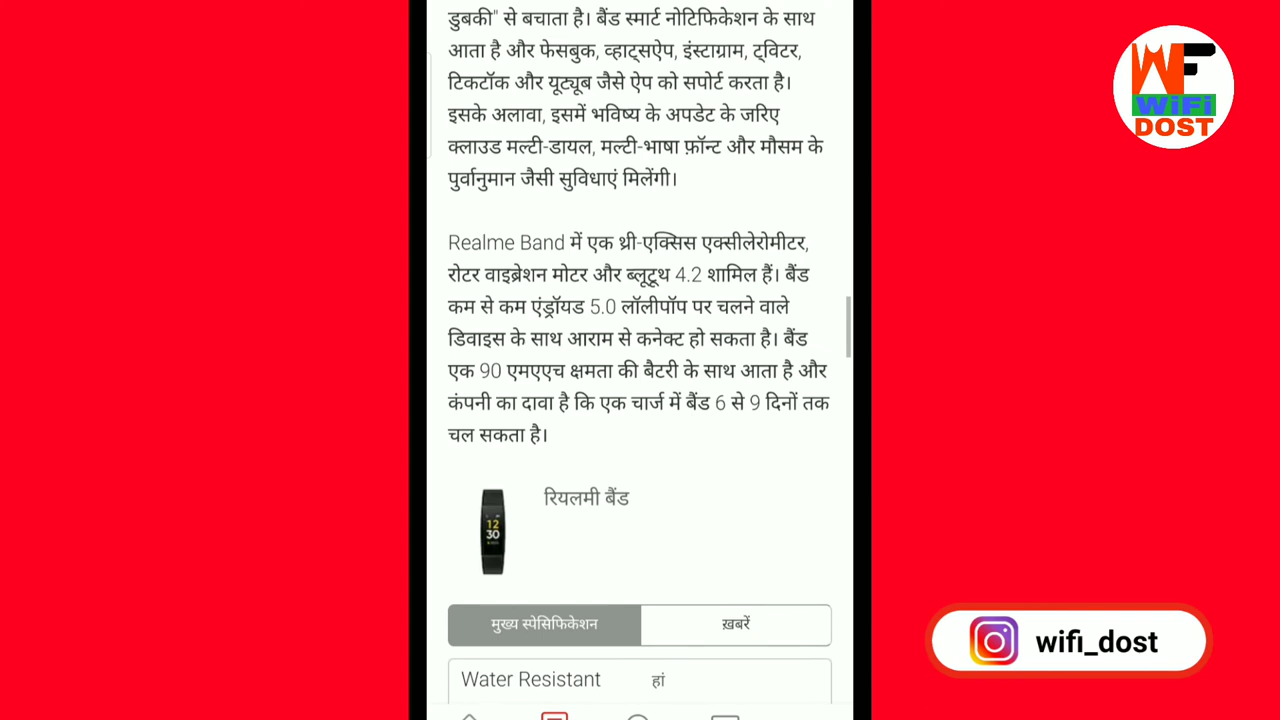 डुबकी" से बचाता है। बैंड स्मार्ट नोटिफिकेशन के साथ
आता है और फेसबुक, व्हाट्सऐप, इंस्टाग्राम, ट्विटर,
टिकटॉक और यूट्यूब जैसे ऐप को सपोर्ट करता है।
इसके अलावा, इसमें भविष्य के अपडेट के जरिए
क्लाउड मल्टी-डायल, मल्टी-भाषा फ़ॉन्ट और मौसम के
पुर्वानुमान जैसी सुविधाएं मिलेंगी।
Realme Band में एक थ्री-एक्सिस एक्सीलेरोमीटर,
रोटर वाइब्रेशन मोटर और ब्लूटूथ 4.2 शामिल हैं। बैंड
कम से कम एंड्रॉयड 5.0 लॉलीपॉप पर चलने वाले
डिवाइस के साथ आराम से कनेक्ट हो सकता है। बैंड
एक 90 एमएएच क्षमता की बैटरी के साथ आता है और
कंपनी का दावा है कि एक चार्ज में बैंड 6 से 9 दिनों तक
चल सकता है।
रियलमी बैंड
12
30
मुख्य स्पेसिफिकेशन
ख़बरें
Water Resistant हां
WF
WiFi
DOST
wifi_dost